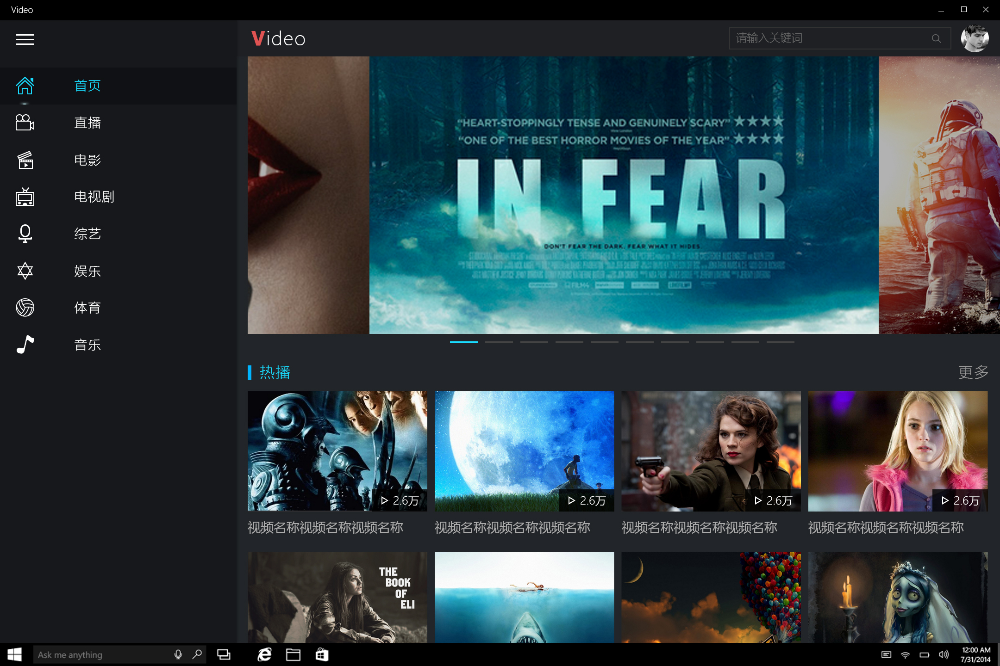 Video
Video
请输入关键词
首页
直播
电影
电视剧
综艺
娱乐
体育
音乐
“HEART-STOPPINGLY TENSE AND GENUINELY SCARY” ★★★★
“ONE OF THE BEST HORROR MOVIES OF THE YEAR” ★★★★
IN FEAR
DON'T FEAR THE DARK. FEAR WHAT IT HIDES.
FILM4
热播
更多
2.6万
2.6万
2.6万
2.6万
视频名称视频名称视频名称
视频名称视频名称视频名称
视频名称视频名称视频名称
视频名称视频名称视频名称
THE
BOOK
OF
ELI
Ask me anything
12:00 AM
7/31/2014